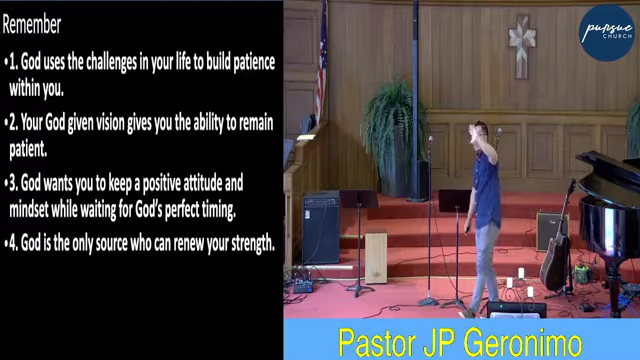 Remember
•1. God uses the challenges in your life to build patience
within you.
•2. Your God given vision gives you the ability to remain
patient.
•3. God wants you to keep a positive attitude and
mindset while waiting for God's perfect timing.
•4. God is the only source who can renew your strength.
pursue
CHURCH
Pastor JP Geronimo